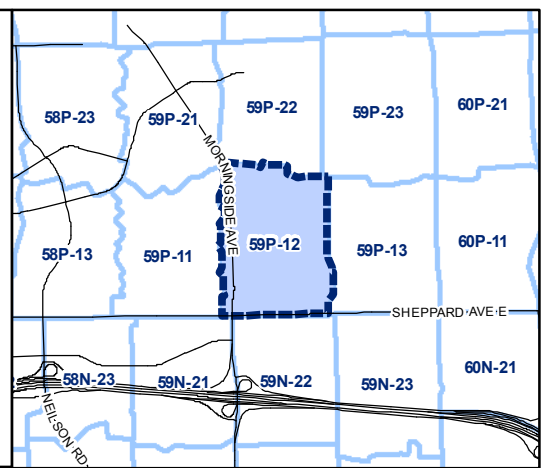 58P-23
59P-21
59P-22
59P-23
60P-21
MORNINGSIDE AVE
58P-13
59P-11
59P-12
59P-13
60P-11
SHEPPARD AVE E
58N-23
59N-21
59N-22
59N-23
60N-21
NEILSON RD